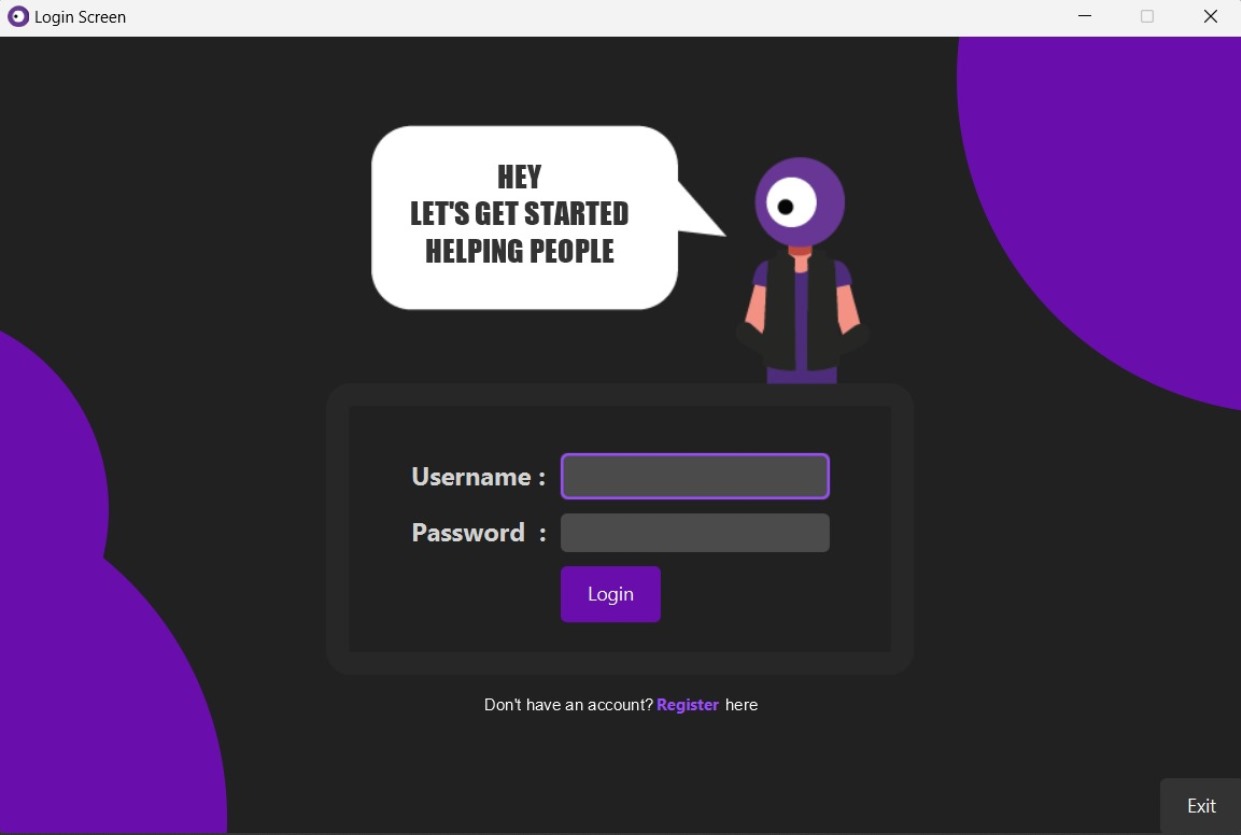 Login Screen
HEY
LET'S GET STARTED
HELPING PEOPLE
Username :
Password :
Login
Don't have an account? Register here
Exit